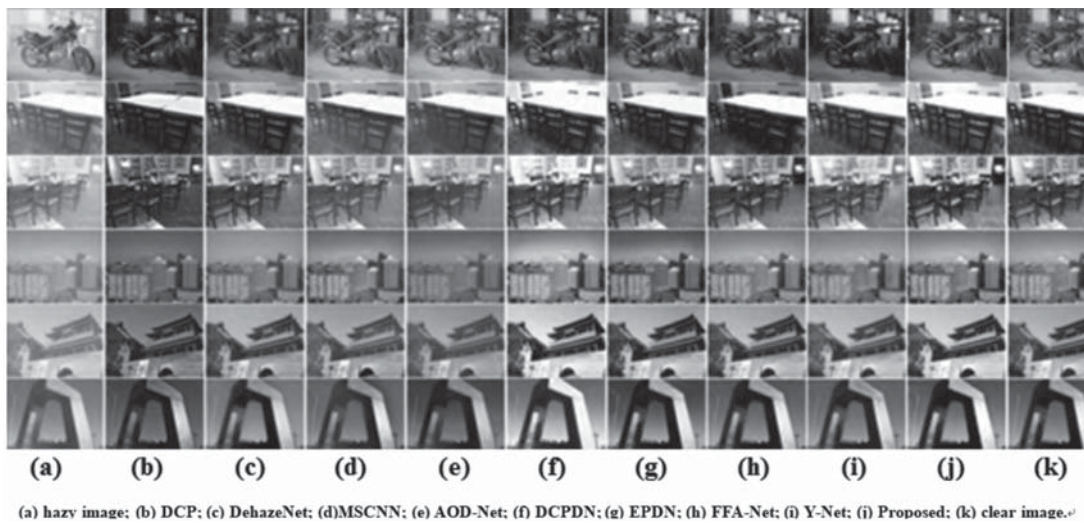 (a) (b) (c) (d) (e) (f) (g) (h) (i) (j) (k)
(a) hazy image; (b) DCP; (c) DehazeNet; (d)MSCNN; (e) AOD-Net; (f) DCPDN; (g) EPDN; (h) FFA-Net; (i) Y-Net; (j) Proposed; (k) clear image.↵